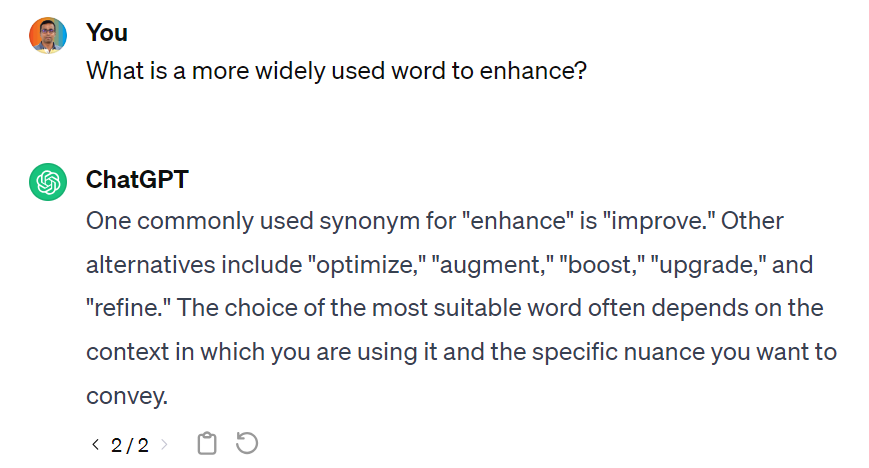 You
What is a more widely used word to enhance?
ChatGPT
One commonly used synonym for "enhance" is "improve." Other
alternatives include "optimize," "augment," "boost," "upgrade," and
"refine." The choice of the most suitable word often depends on the
context in which you are using it and the specific nuance you want to
convey.
< 2 / 2 >